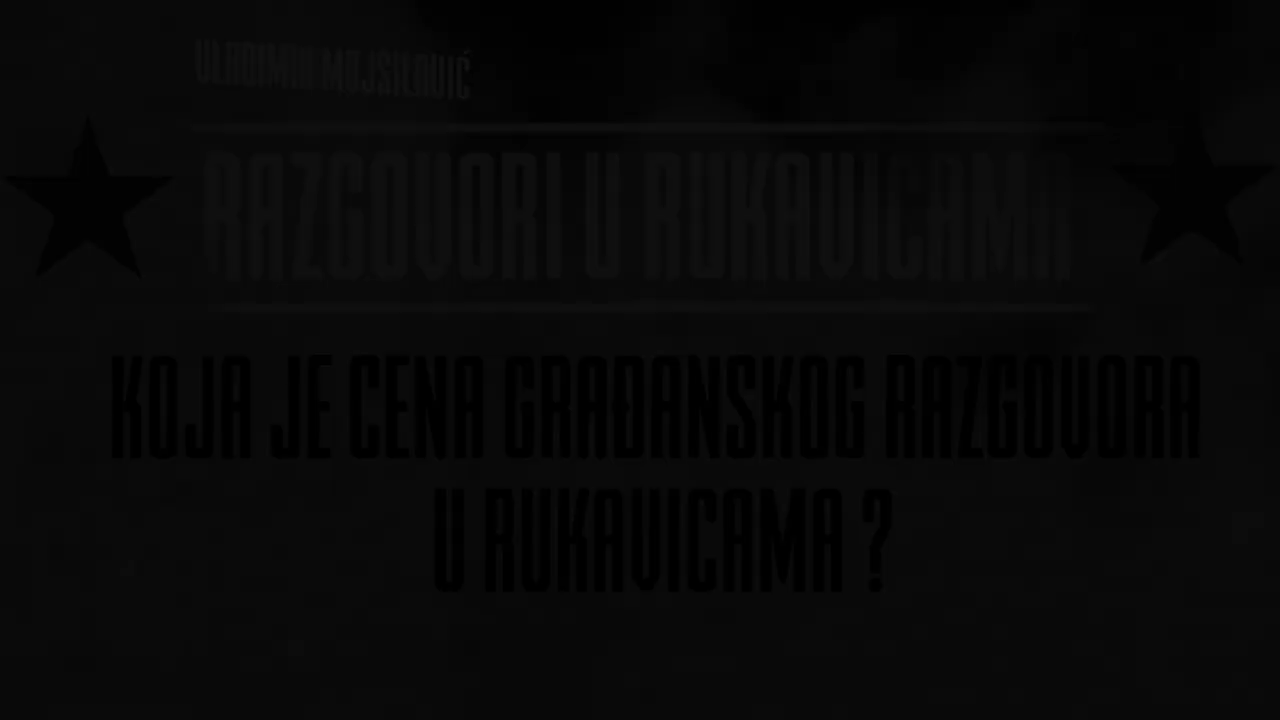 VLADIMIR MOJSILOVIĆ
RAZGOVORI U RUKAVICAMA
KOJA JE CENA GRAĐANSKOG RAZGOVORA
U RUKAVICAMA ?